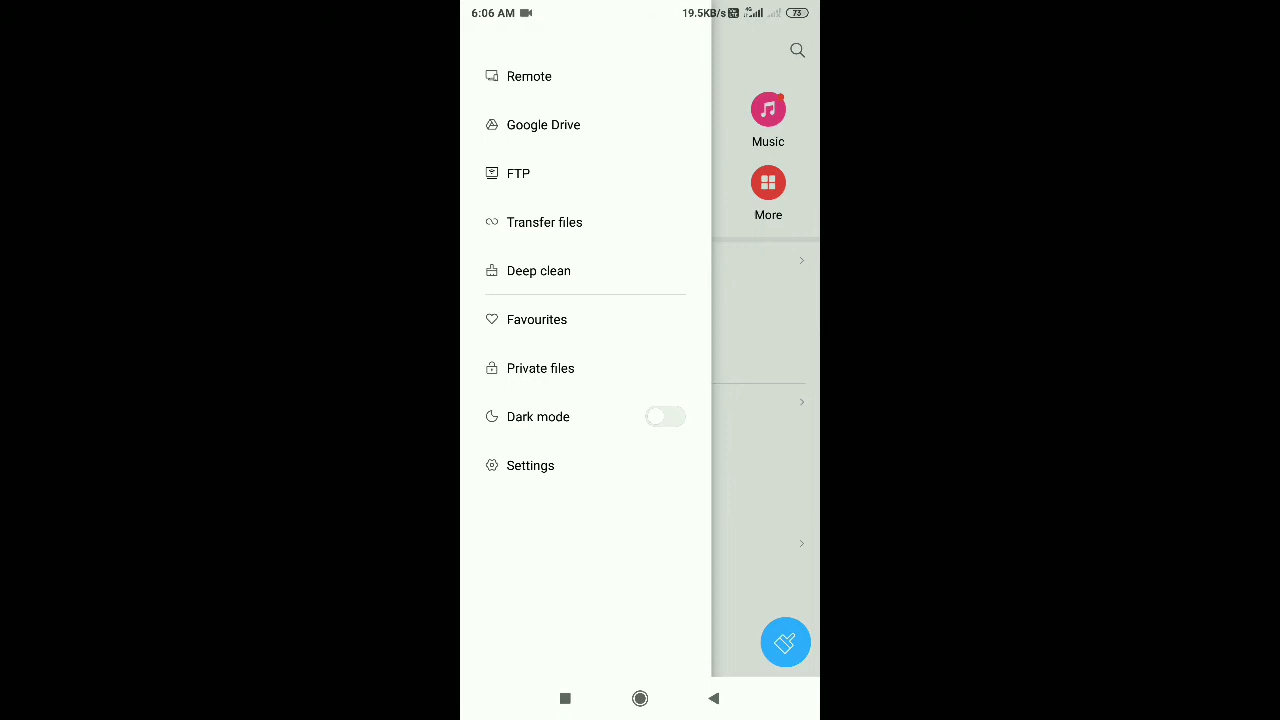 6:06 AM
19.5KB/s 4G 73
Remote
Google Drive
FTP
Transfer files
Deep clean
Favourites
Private files
Dark mode
Settings
Music
More